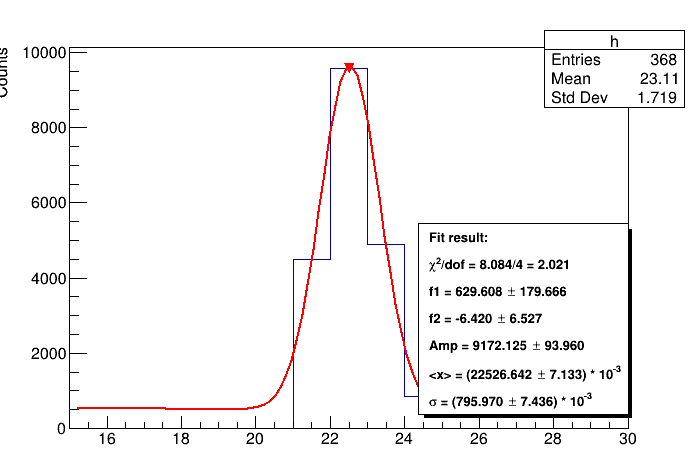 h
Entries 368
Mean 23.11
Std Dev 1.719
Counts
10000
8000
6000
4000
2000
0
Fit result:
χ²/dof = 8.084/4 = 2.021
f1 = 629.608 ± 179.666
f2 = -6.420 ± 6.527
Amp = 9172.125 ± 93.960
<x> = (22526.642 ± 7.133) * 10⁻³
σ = (795.970 ± 7.436) * 10⁻³
16 18 20 22 24 26 28 30